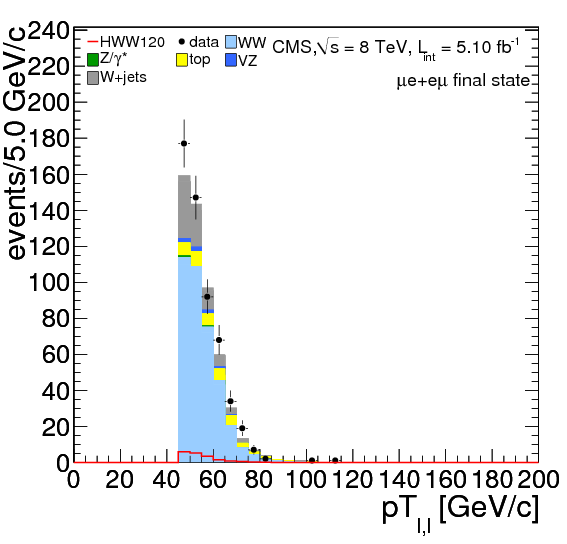 HWW120 data WW CMS,√s = 8 TeV, L_int = 5.10 fb⁻¹
Z/γ* top VZ
W+jets μe+eμ final state
events/5.0 GeV/c
240
220
200
180
160
140
120
100
80
60
40
20
0
0 20 40 60 80 100 120 140 160 180 200
pT_l,l [GeV/c]